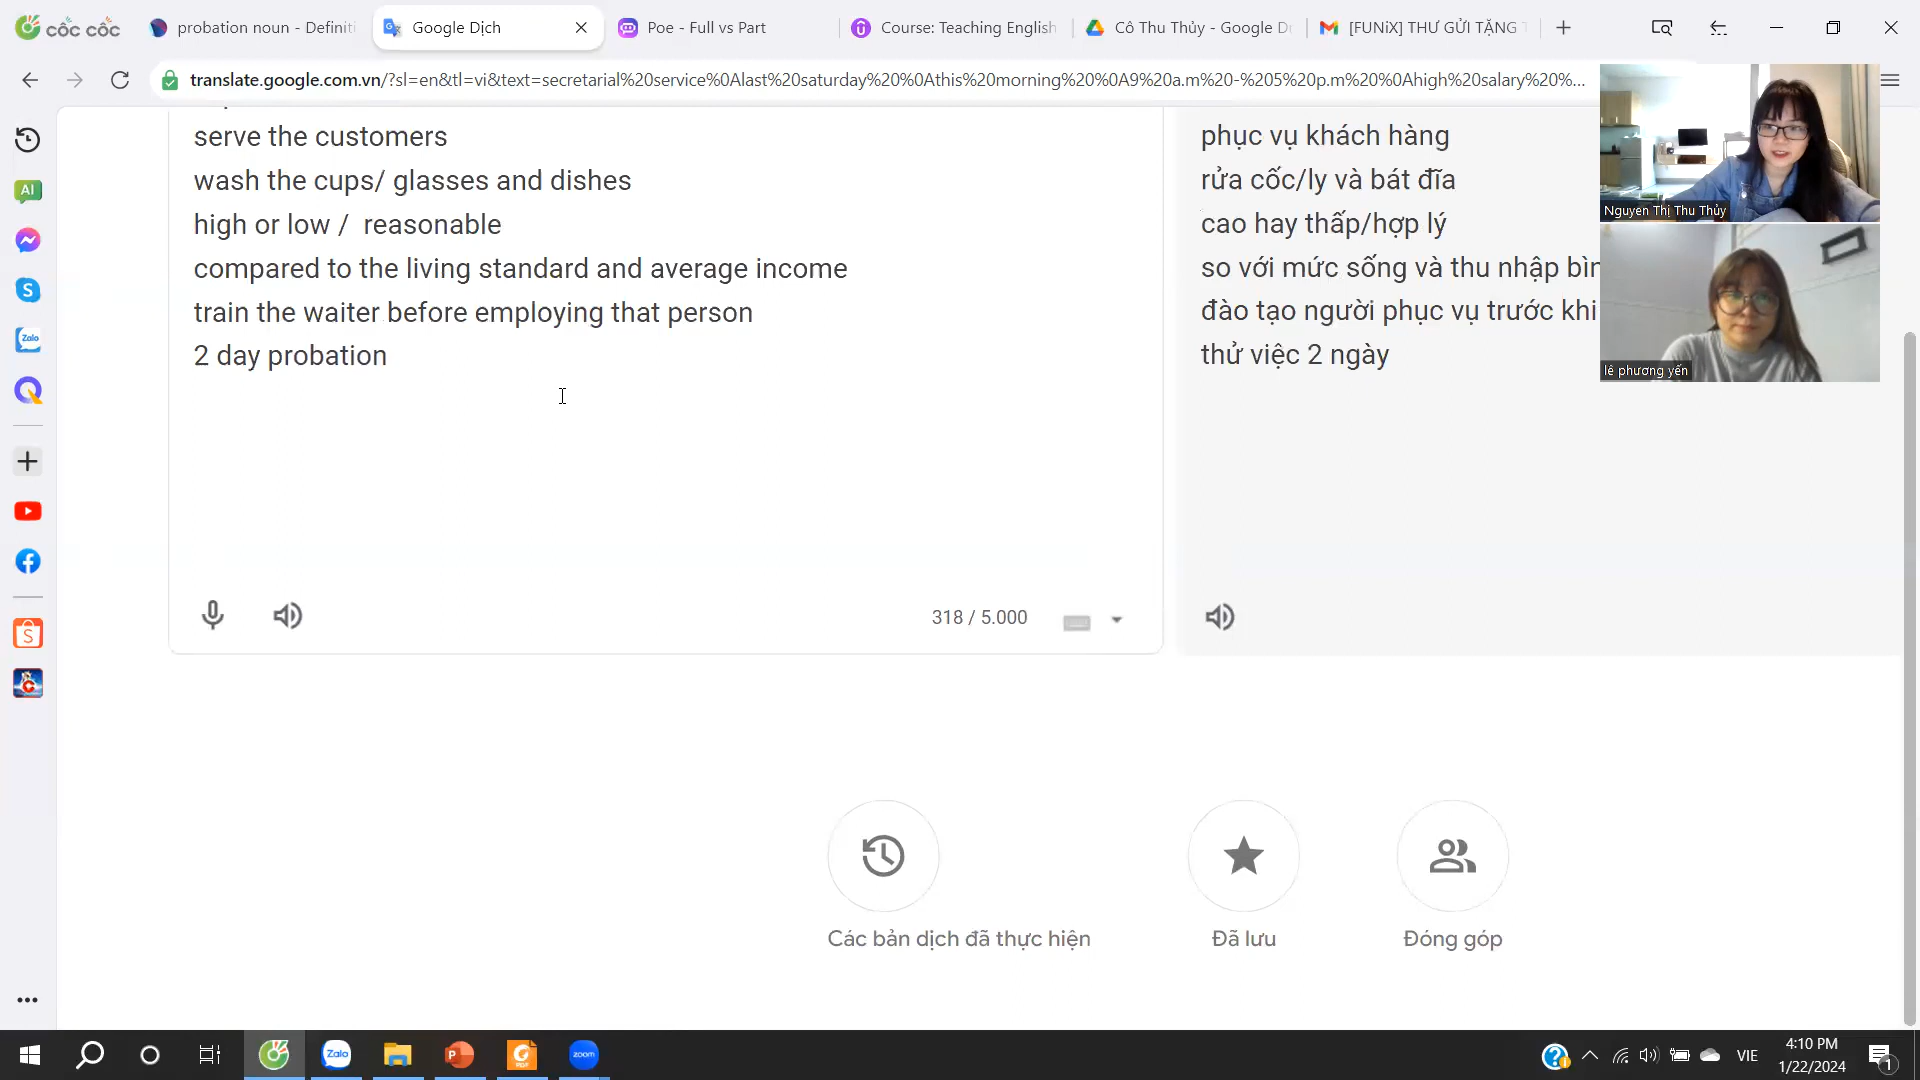 cốc cốc
probation noun - Definiti
Google Dịch
Poe - Full vs Part
Course: Teaching English
Cô Thu Thủy - Google Dr
[FUNiX] THƯ GỬI TẶNG T
translate.google.com.vn/?sl=en&tl=vi&text=secretarial%20service%0Alast%20saturday%20%0Athis%20morning%20%0A9%20a.m%20-%205%20p.m%20%0Ahigh%20salary%20%...
serve the customers
wash the cups/ glasses and dishes
high or low /  reasonable
compared to the living standard and average income
train the waiter before employing that person
2 day probation
318 / 5.000
phục vụ khách hàng
rửa cốc/ly và bát đĩa
cao hay thấp/hợp lý
so với mức sống và thu nhập bìn
đào tạo người phục vụ trước khi
thử việc 2 ngày
Nguyen Thị Thu Thủy
lê phương yến
AI
Zalo
Các bản dịch đã thực hiện
Đã lưu
Đóng góp
Zalo
zoom
VIE
4:10 PM
1/22/2024
1